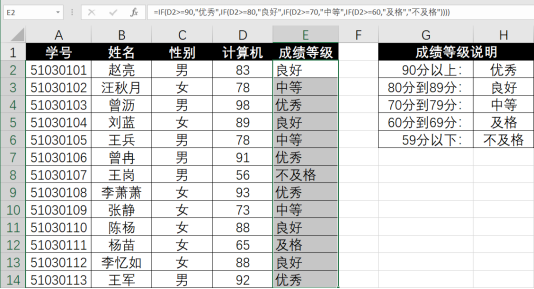 E2 =IF(D2>=90,"优秀",IF(D2>=80,"良好",IF(D2>=70,"中等",IF(D2>=60,"及格","不及格"))))
A B C D E F G H
1 学号 姓名 性别 计算机 成绩等级 成绩等级说明
2 51030101 赵亮 男 83 良好 90分以上: 优秀
3 51030102 汪秋月 女 78 中等 80分到89分: 良好
4 51030103 曾沥 男 98 优秀 70分到79分: 中等
5 51030104 刘蓝 女 89 良好 60分到69分: 及格
6 51030105 王兵 男 78 中等 59分以下: 不及格
7 51030106 曾冉 男 91 优秀
8 51030107 王岗 男 56 不及格
9 51030108 李萧萧 女 93 优秀
10 51030109 张静 女 73 中等
11 51030110 陈杨 女 88 良好
12 51030111 杨苗 女 65 及格
13 51030112 李忆如 女 88 良好
14 51030113 王军 男 92 优秀